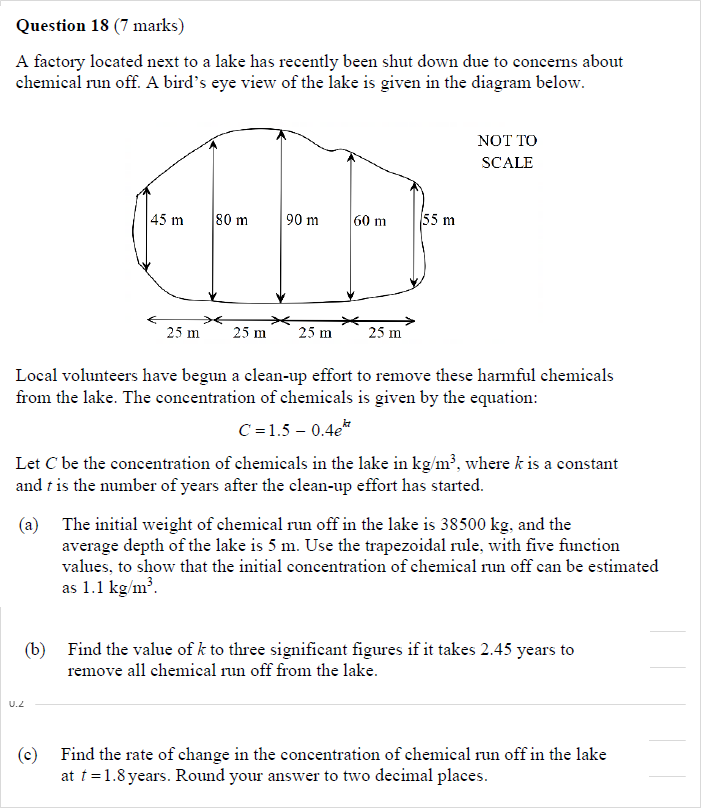 Question 18 (7 marks)
A factory located next to a lake has recently been shut down due to concerns about
chemical run off. A bird's eye view of the lake is given in the diagram below.
NOT TO
SCALE
45 m 80 m 90 m 60 m 55 m
25 m 25 m 25 m 25 m
Local volunteers have begun a clean-up effort to remove these harmful chemicals
from the lake. The concentration of chemicals is given by the equation:
C = 1.5 – 0.4e^{kt}
Let C be the concentration of chemicals in the lake in kg/m³, where k is a constant
and t is the number of years after the clean-up effort has started.
(a) The initial weight of chemical run off in the lake is 38500 kg, and the
average depth of the lake is 5 m. Use the trapezoidal rule, with five function
values, to show that the initial concentration of chemical run off can be estimated
as 1.1 kg/m³.
(b) Find the value of k to three significant figures if it takes 2.45 years to
remove all chemical run off from the lake.
(c) Find the rate of change in the concentration of chemical run off in the lake
at t = 1.8 years. Round your answer to two decimal places.